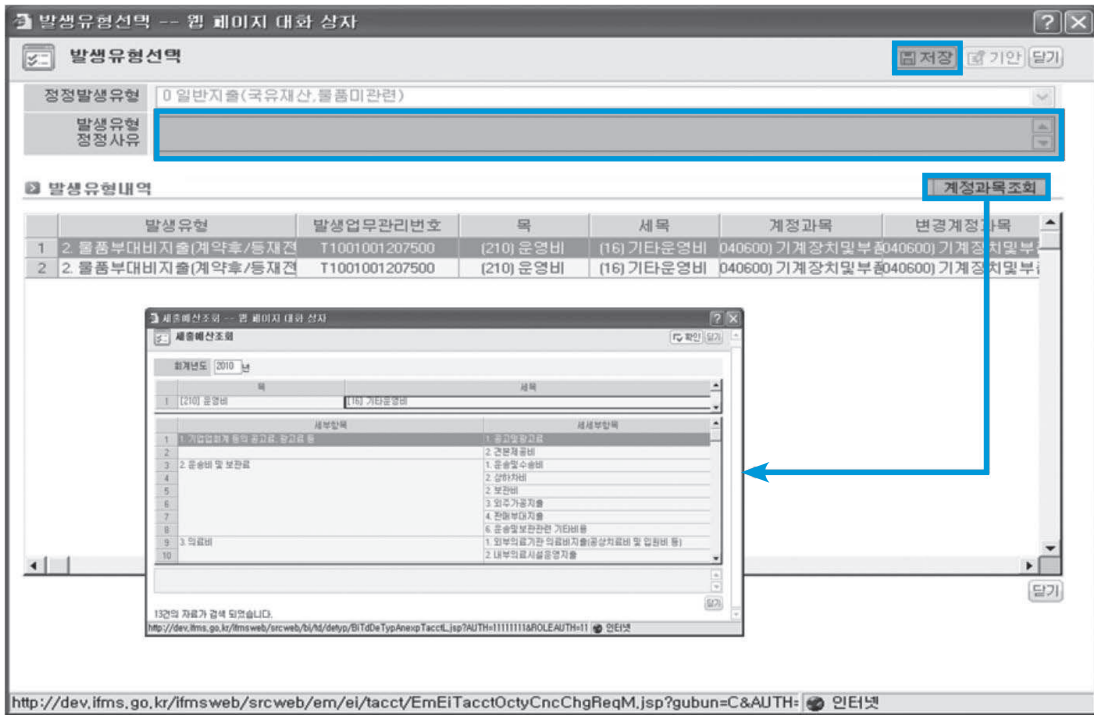 발생유형선택 -- 웹 페이지 대화 상자
발생유형선택
저장 기안 닫기
정정발생유형 0 일반지출(국유재산,물품미관련)
발생유형
정정사유
발생유형내역
계정과목조회
발생유형 발생업무관리번호 목 세목 계정과목 변경계정과목
1 2. 물품부대비지출(계약후/등재전 T1001001207500 (210) 운영비 (16) 기타운영비 040600) 기계장치및부품 040600) 기계장치및부
2 2. 물품부대비지출(계약후/등재전 T1001001207500 (210) 운영비 (16) 기타운영비 040600) 기계장치및부품 040600) 기계장치및부
세출예산조회 -- 웹 페이지 대화 상자
세출예산조회
확인 닫기
회계년도 2010 년
목 세목
1 [210] 운영비 [16] 기타운영비
세부항목 세세부항목
1 1. 기업업회계 등의 공고료, 광고료 등 1. 공고및광고료
2 2. 견본제공비
3 2. 운송비 및 보관료 1. 운송및수송비
4 2. 상하차비
5 2. 보관비
6 3. 외주가공지출
7 4. 판매부대지출
8 6. 운송및보관관련 기타비용
9 3. 의료비 1. 외부의료기관 의료비지출(공상치료비 및 입원비 등)
10 2. 내부의료시설운영지출
닫기
13건의 자료가 검색 되었습니다.
http://dev.ifms.go.kr/ifmsweb/srcweb/bi/td/detyp/BiTdDeTypAnexpTacctL.jsp?AUTH=11111111&ROLEAUTH=11 인터넷
닫기
http://dev.ifms.go.kr/ifmsweb/srcweb/em/ei/tacct/EmEiTacctOctyCncChgReqM.jsp?gubun=C&AUTH= 인터넷